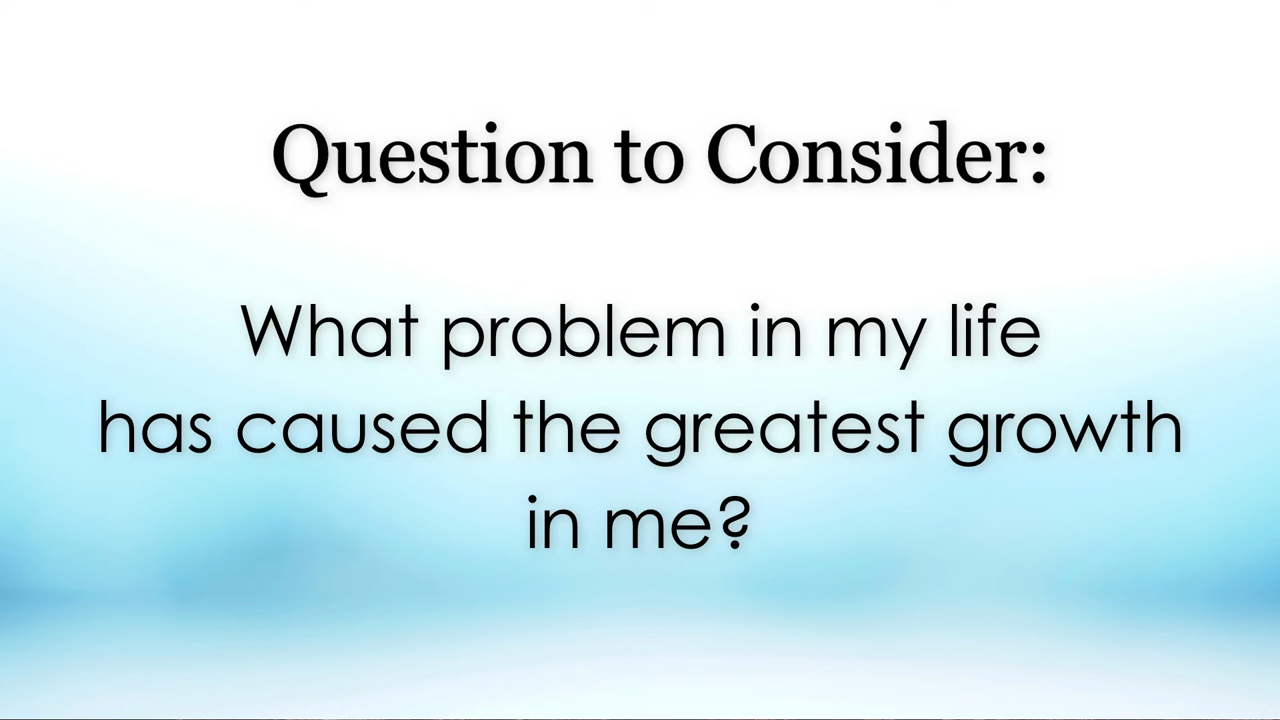 Question to Consider:
What problem in my life
has caused the greatest growth
in me?